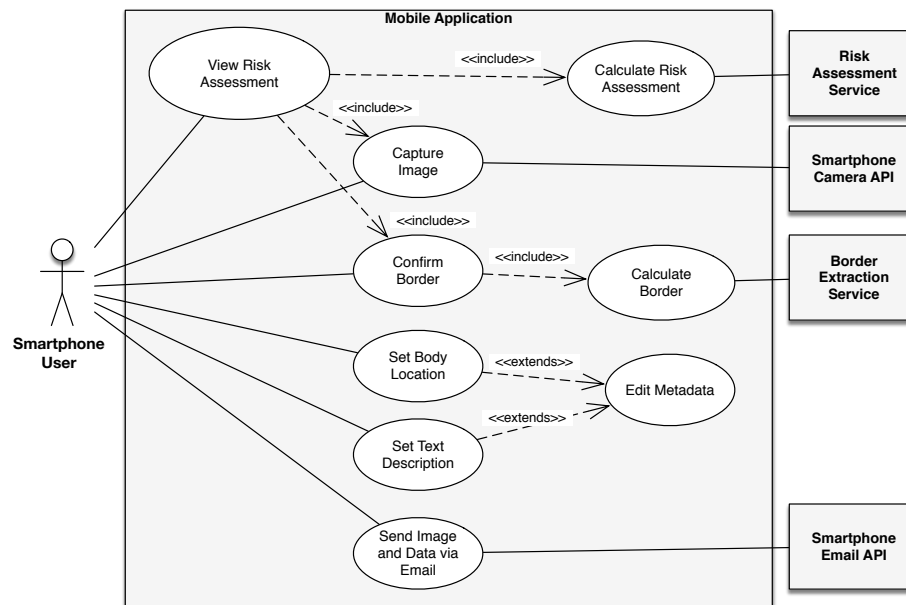 Mobile Application
View Risk
Assessment
<<include>>
Calculate Risk
Assessment
Risk
Assessment
Service
<<include>>
Capture
Image
Smartphone
Camera API
<<include>>
Confirm
Border
<<include>>
Calculate
Border
Border
Extraction
Service
Smartphone
User
Set Body
Location
<<extends>>
Edit Metadata
<<extends>>
Set Text
Description
Send Image
and Data via
Email
Smartphone
Email API